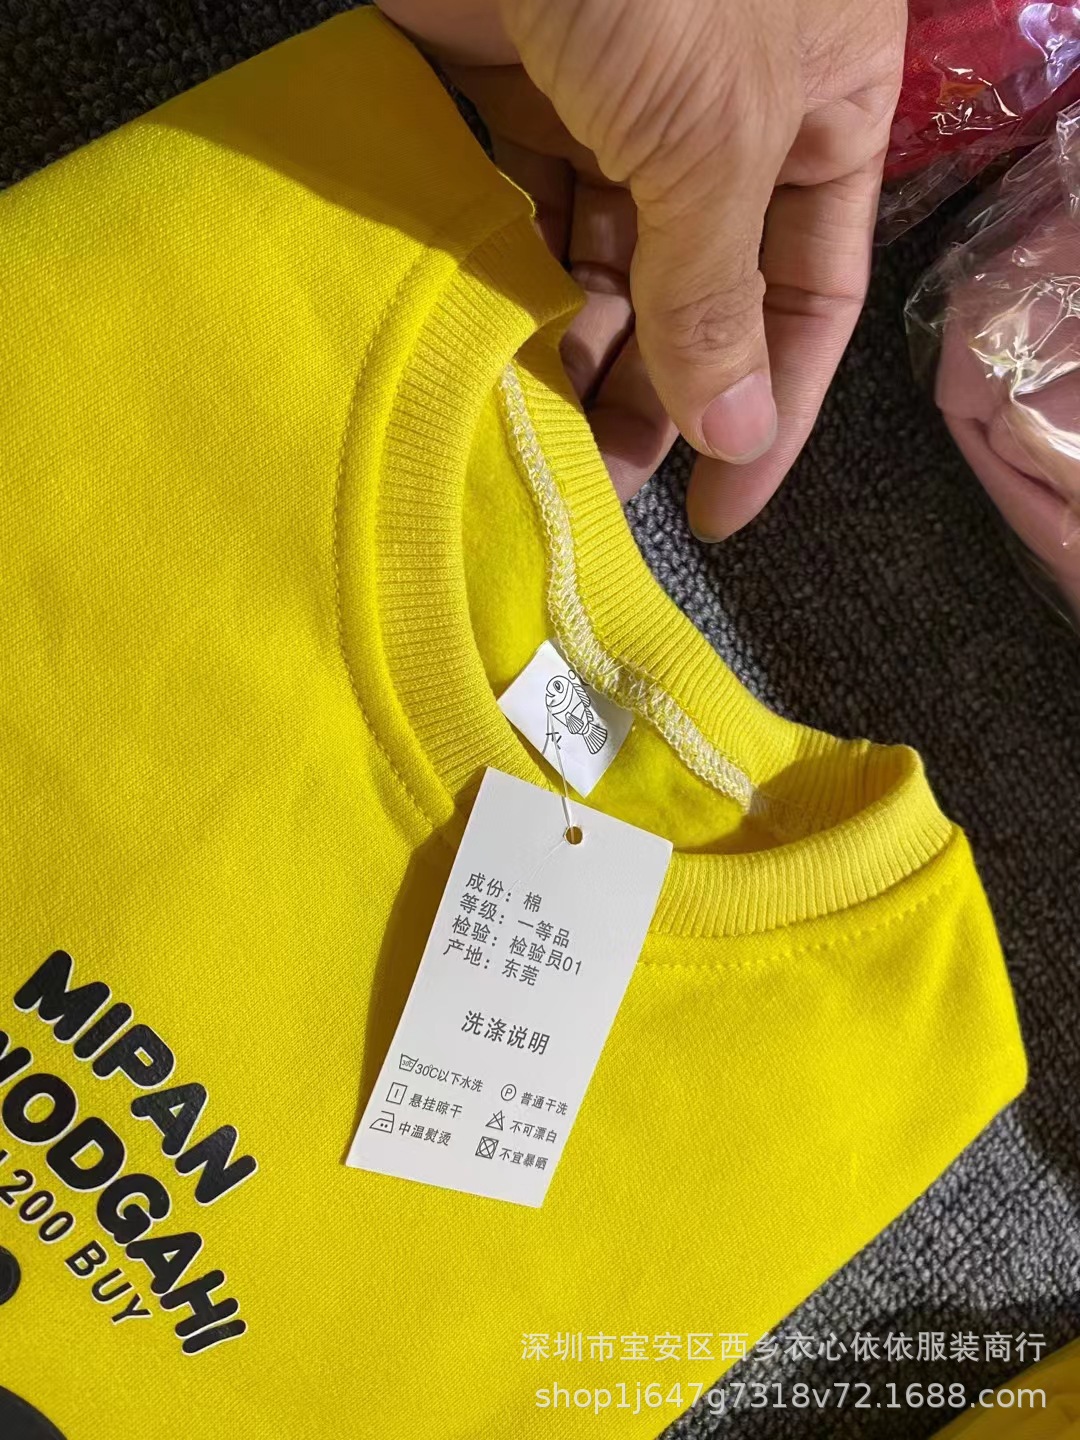 成份：棉
等级：一等品
检验：检验员01
产地：东莞
洗涤说明
30℃以下水洗
P 普通干洗
悬挂晾干
不可漂白
中温熨烫
不宜暴晒
MIPAN
NODGAHI
1200 BUY
深圳市宝安区西乡衣心依依服装商行
shop1j647g7318v72.1688.com